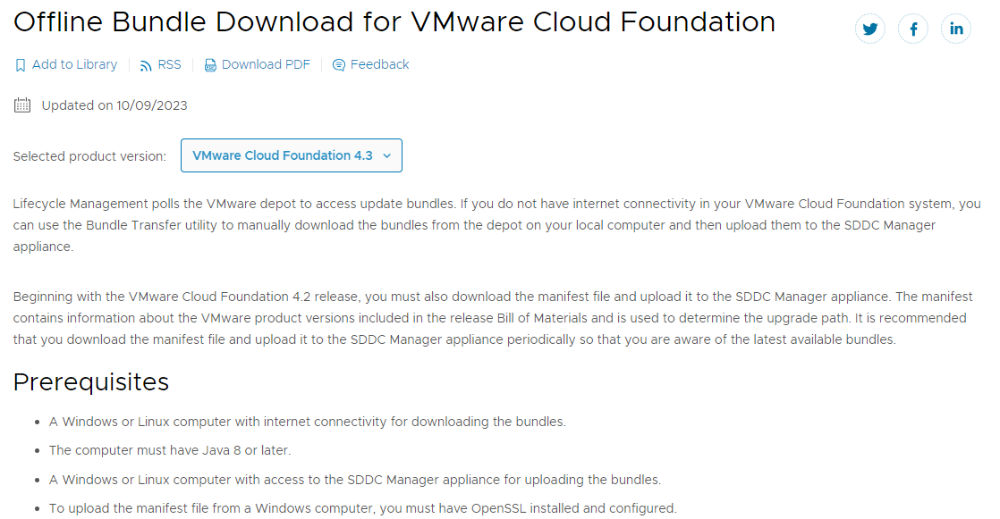 Offline Bundle Download for VMware Cloud Foundation
Add to Library RSS Download PDF Feedback
Updated on 10/09/2023
Selected product version: VMware Cloud Foundation 4.3
Lifecycle Management polls the VMware depot to access update bundles. If you do not have internet connectivity in your VMware Cloud Foundation system, you
can use the Bundle Transfer utility to manually download the bundles from the depot on your local computer and then upload them to the SDDC Manager
appliance.
Beginning with the VMware Cloud Foundation 4.2 release, you must also download the manifest file and upload it to the SDDC Manager appliance. The manifest
contains information about the VMware product versions included in the release Bill of Materials and is used to determine the upgrade path. It is recommended
that you download the manifest file and upload it to the SDDC Manager appliance periodically so that you are aware of the latest available bundles.
Prerequisites
• A Windows or Linux computer with internet connectivity for downloading the bundles.
• The computer must have Java 8 or later.
• A Windows or Linux computer with access to the SDDC Manager appliance for uploading the bundles.
• To upload the manifest file from a Windows computer, you must have OpenSSL installed and configured.